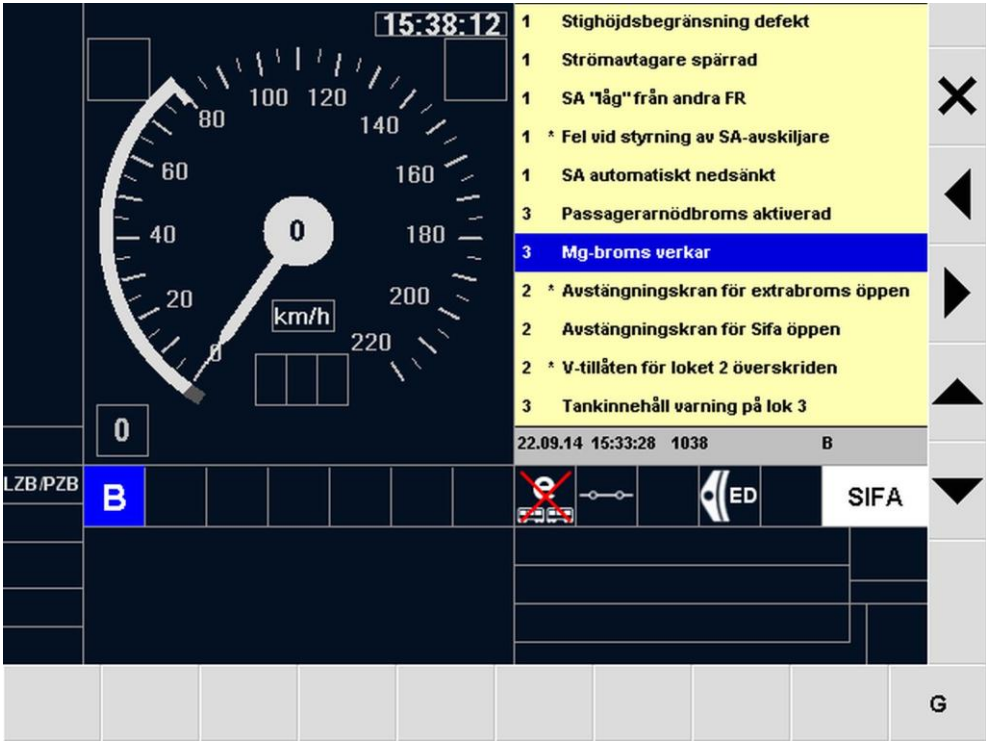 15:38:12
80
100
120
140
60
160
40
0
180
20
200
km/h
0
220
0
1 Stighöjdsbegränsning defekt
1 Strömavtagare spärrad
1 SA "låg" från andra FR
1 * Fel vid styrning av SA-avskiljare
1 SA automatiskt nedsänkt
3 Passagerarnödbroms aktiverad
3 Mg-broms verkar
2 * Avstängningskran för extrabroms öppen
2 Avstängningskran för Sifa öppen
2 * V-tillåten för loket 2 överskriden
3 Tankinnehåll varning på lok 3
22.09.14 15:33:28 1038 B
LZB/PZB
B
e
ED
SIFA
G